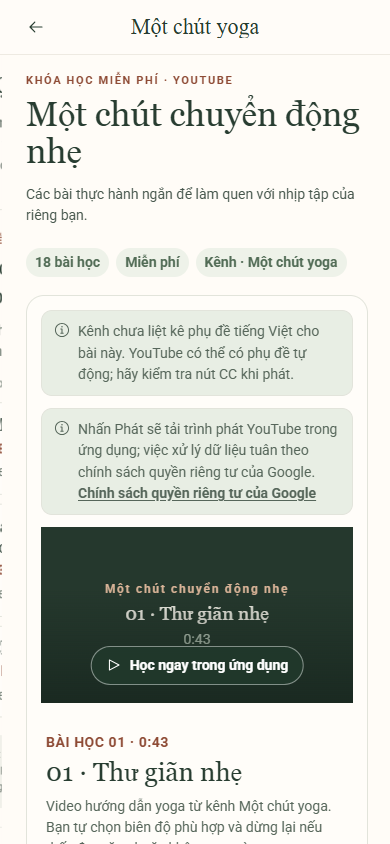 Một chút yoga
KHÓA HỌC MIỄN PHÍ · YOUTUBE
Một chút chuyển động
nhẹ
Các bài thực hành ngắn để làm quen với nhịp tập của
riêng bạn.
18 bài học
Miễn phí
Kênh · Một chút yoga
Kênh chưa liệt kê phụ đề tiếng Việt cho
bài này. YouTube có thể có phụ đề tự
động; hãy kiểm tra nút CC khi phát.
Nhấn Phát sẽ tải trình phát YouTube trong
ứng dụng; việc xử lý dữ liệu tuân theo
chính sách quyền riêng tư của Google.
Chính sách quyền riêng tư của Google
Một chút chuyển động nhẹ
01 · Thư giãn nhẹ
0:43
Học ngay trong ứng dụng
BÀI HỌC 01 · 0:43
01 · Thư giãn nhẹ
Video hướng dẫn yoga từ kênh Một chút yoga.
Bạn tự chọn biên độ phù hợp và dừng lại nếu